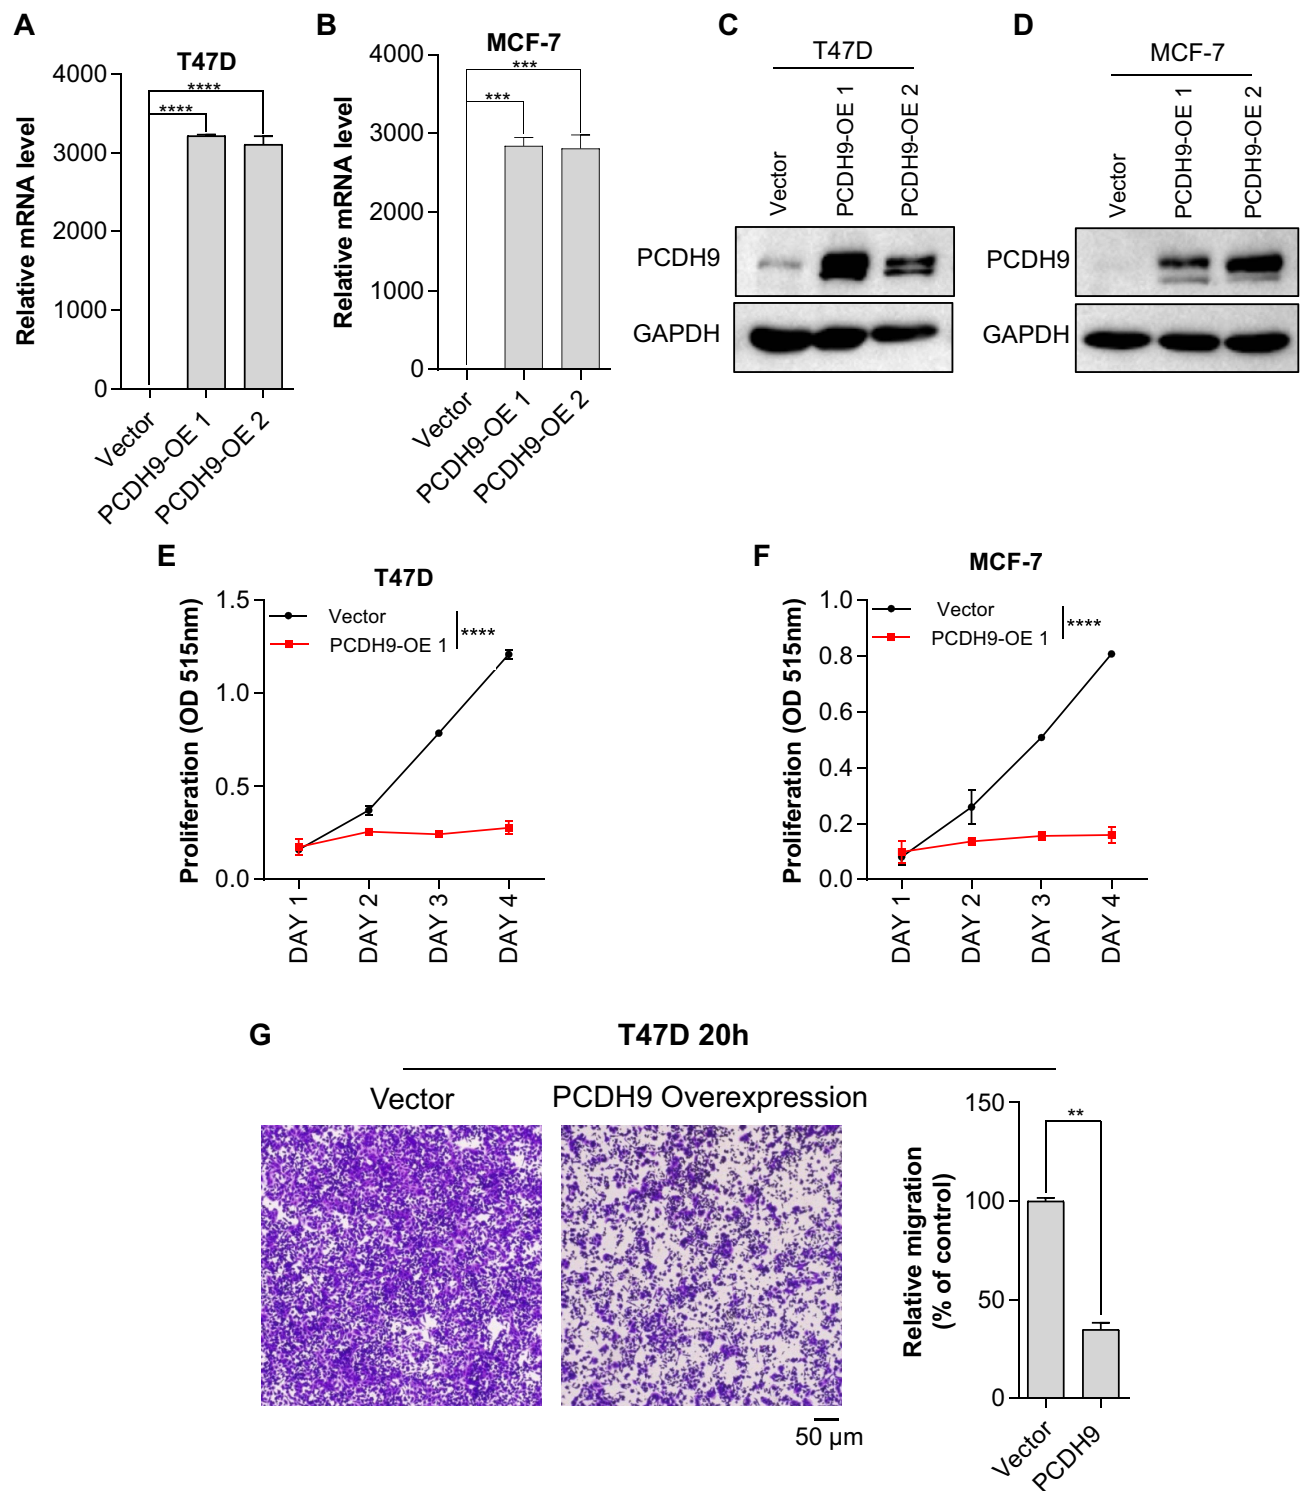 A
T47D
Relative mRNA level
4000
3000
2000
1000
0
****
****
Vector
PCDH9-OE 1
PCDH9-OE 2
B
MCF-7
Relative mRNA level
4000
3000
2000
1000
0
***
***
Vector
PCDH9-OE 1
PCDH9-OE 2
C
T47D
Vector
PCDH9-OE 1
PCDH9-OE 2
PCDH9
GAPDH
D
MCF-7
Vector
PCDH9-OE 1
PCDH9-OE 2
PCDH9
GAPDH
E
T47D
Proliferation (OD 515nm)
1.5
1.0
0.5
0.0
Vector
PCDH9-OE 1
****
DAY 1
DAY 2
DAY 3
DAY 4
F
MCF-7
Proliferation (OD 515nm)
1.0
0.8
0.6
0.4
0.2
0.0
Vector
PCDH9-OE 1
****
DAY 1
DAY 2
DAY 3
DAY 4
G
T47D 20h
Vector
PCDH9 Overexpression
50 µm
Relative migration
(% of control)
150
100
50
0
**
Vector
PCDH9